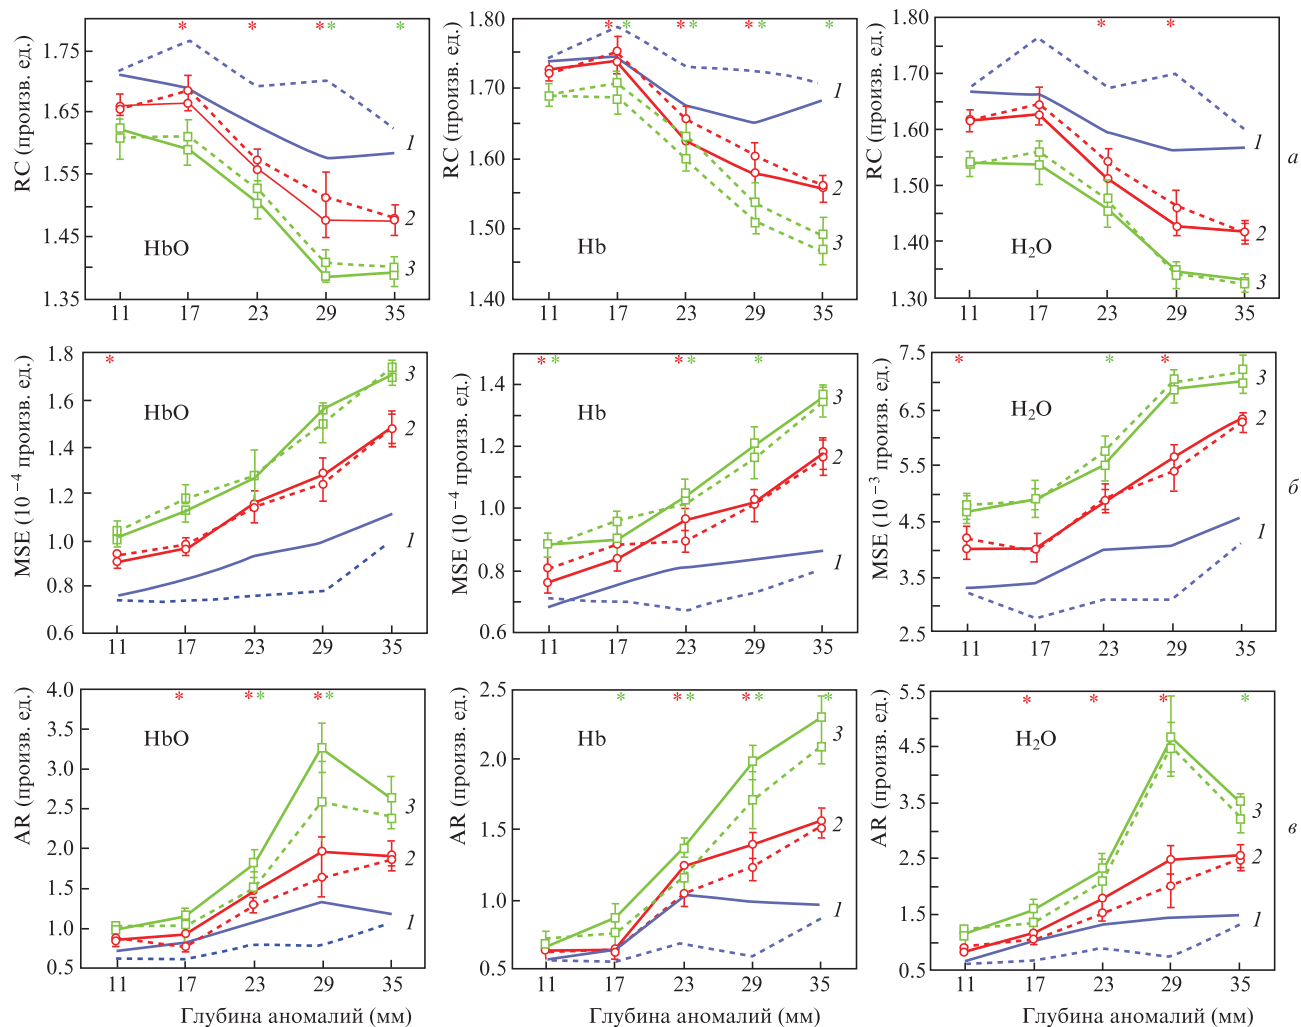 * * * * * *
RC (произв. ед.)
1.75
1.65
1.55
1.45
1.35
HbO
1
2
3
11 17 23 29 35
* * * * * * * *
RC (произв. ед.)
1.80
1.70
1.60
1.50
1.40
Hb
1
2
3
11 17 23 29 35
* *
RC (произв. ед.)
1.80
1.70
1.60
1.50
1.40
1.30
H2O
1
2
3
11 17 23 29 35
а
*
MSE (10−4 произв. ед.)
1.8
1.6
1.4
1.2
1.0
0.8
0.6
HbO
3
2
1
11 17 23 29 35
* * * * *
MSE (10−4 произв. ед.)
1.4
1.2
1.0
0.8
0.6
Hb
3
2
1
11 17 23 29 35
* * *
MSE (10−3 произв. ед.)
7.5
6.5
5.5
4.5
3.5
2.5
H2O
3
2
1
11 17 23 29 35
б
* * * * *
AR (произв. ед.)
4.0
3.5
3.0
2.5
2.0
1.5
1.0
0.5
HbO
3
2
1
11 17 23 29 35
Глубина аномалий (мм)
* * * * * *
AR (произв. ед.)
2.5
2.0
1.5
1.0
0.5
Hb
3
2
1
11 17 23 29 35
Глубина аномалий (мм)
* * * *
AR (произв. ед.)
5.5
4.5
3.5
2.5
1.5
0.5
H2O
3
2
1
11 17 23 29 35
Глубина аномалий (мм)
в